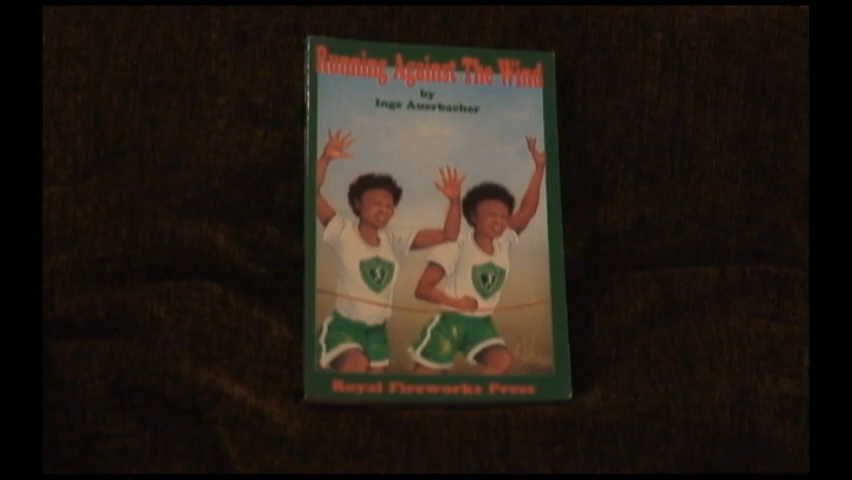 Running Against The Wind
by
Inge Auerbacher
Royal Fireworks Press